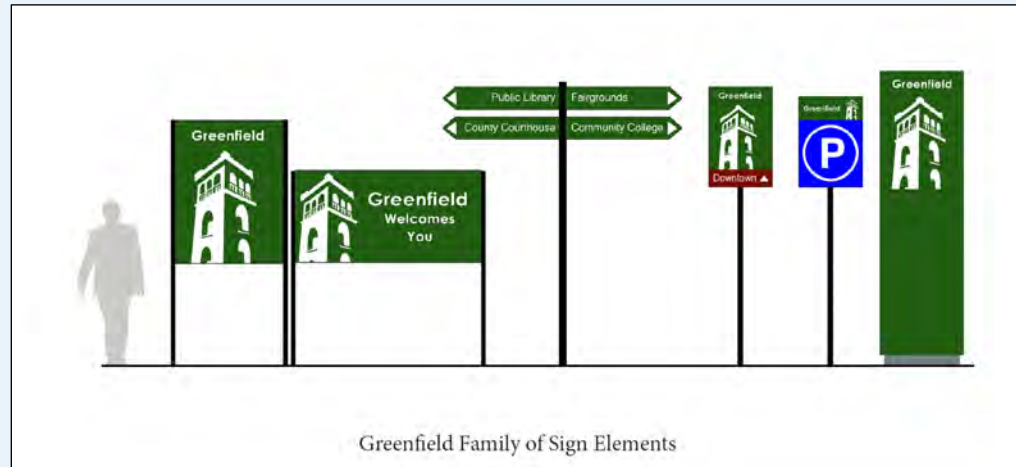 Greenfield
Greenfield
Welcomes
You
Public Library
Fairgrounds
County Courthouse
Community College
Greenfield
Downtown
Greenfield
P
Greenfield
Greenfield Family of Sign Elements